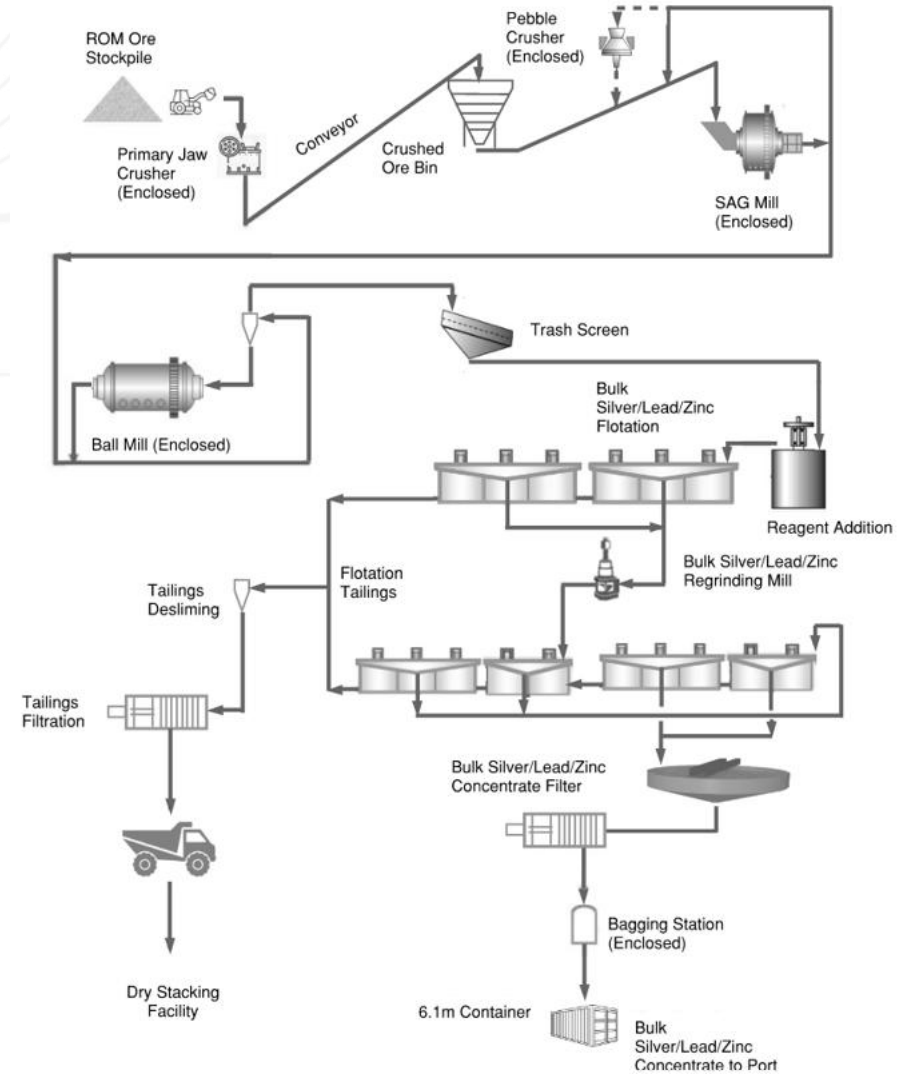 ROM Ore
Stockpile
Pebble
Crusher
(Enclosed)
Conveyor
Primary Jaw
Crusher
(Enclosed)
Crushed
Ore Bin
SAG Mill
(Enclosed)
Trash Screen
Ball Mill (Enclosed)
Bulk
Silver/Lead/Zinc
Flotation
Reagent Addition
Bulk Silver/Lead/Zinc
Regrinding Mill
Flotation
Tailings
Tailings
Desliming
Tailings
Filtration
Bulk Silver/Lead/Zinc
Concentrate Filter
Bagging Station
(Enclosed)
Dry Stacking
Facility
6.1m Container
Bulk
Silver/Lead/Zinc
Concentrate to Port